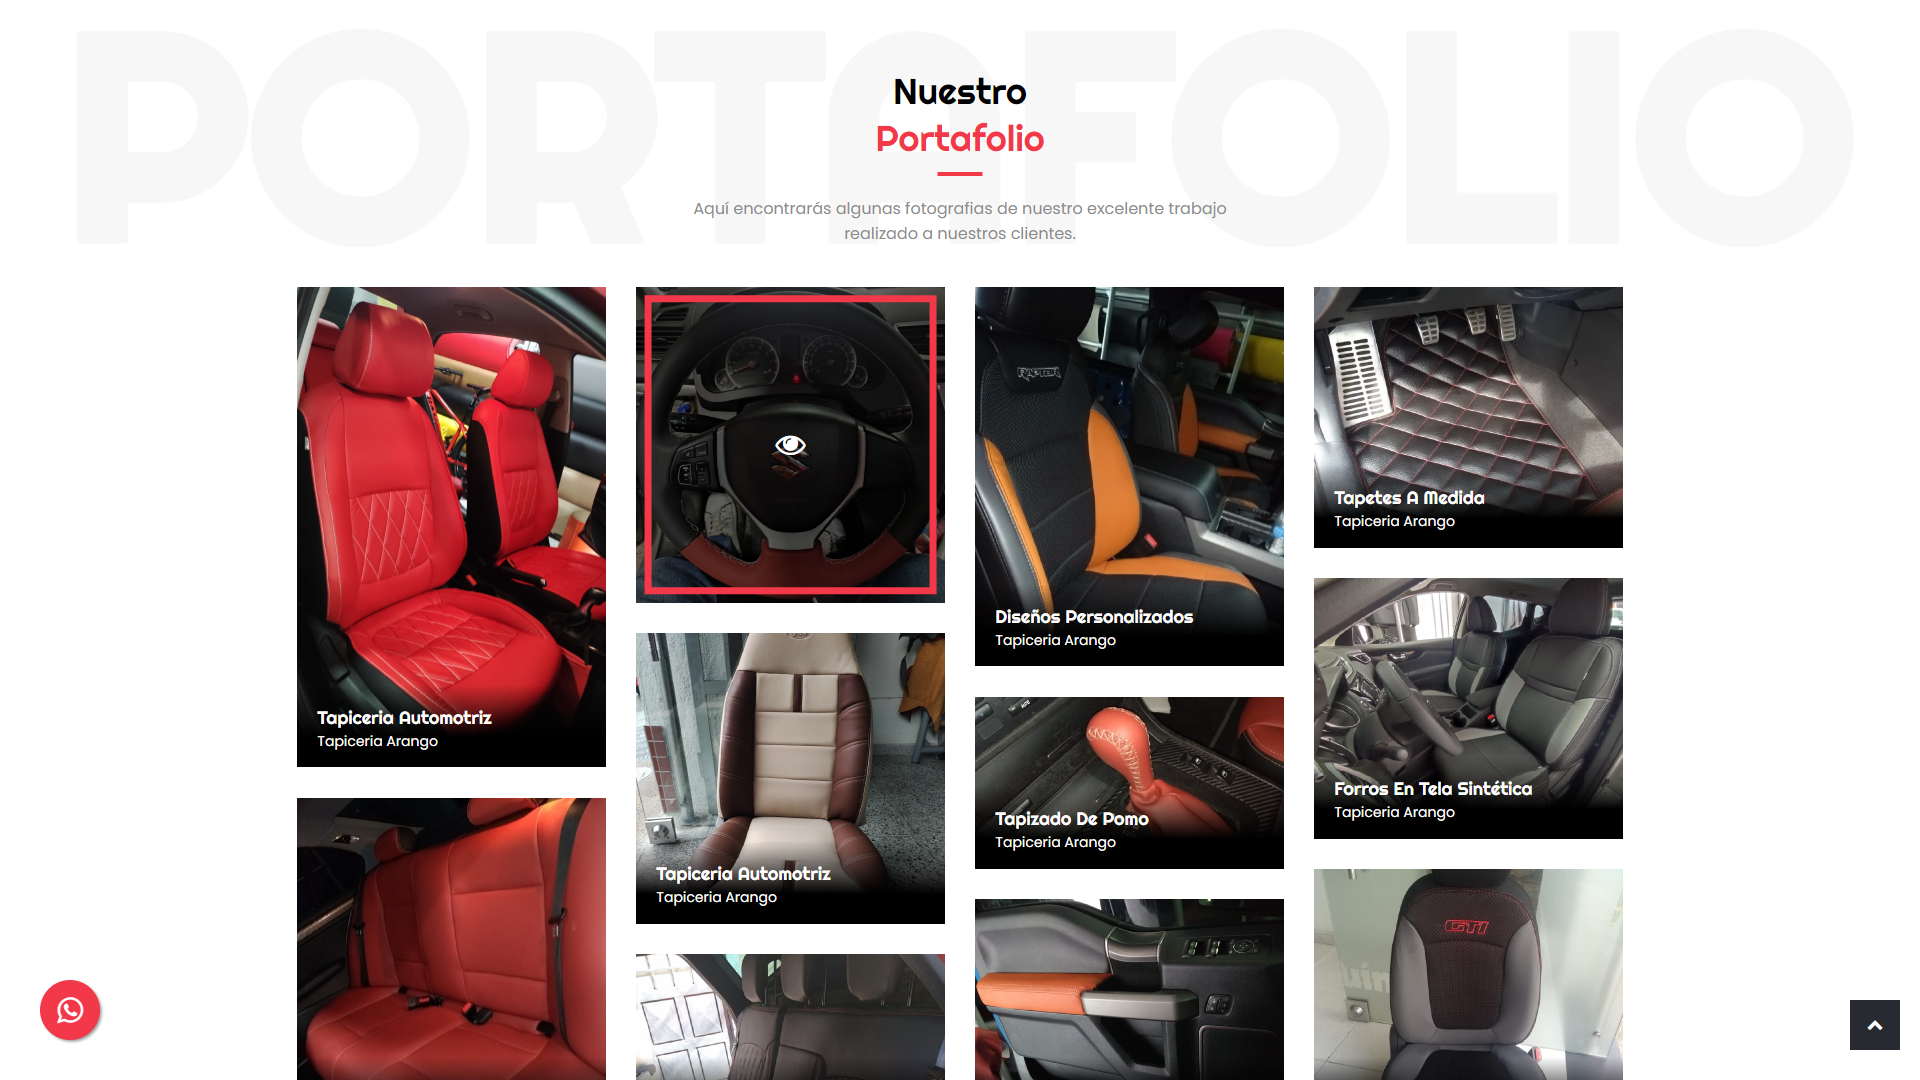 PORTAFOLIO
Nuestro
Portafolio
Aquí encontrarás algunas fotografias de nuestro excelente trabajo
realizado a nuestros clientes.
Tapiceria Automotriz
Tapiceria Arango
Tapiceria Automotriz
Tapiceria Arango
RAPTOR
Diseños Personalizados
Tapiceria Arango
Tapizado De Pomo
Tapiceria Arango
Tapetes A Medida
Tapiceria Arango
Forros En Tela Sintética
Tapiceria Arango
GTI